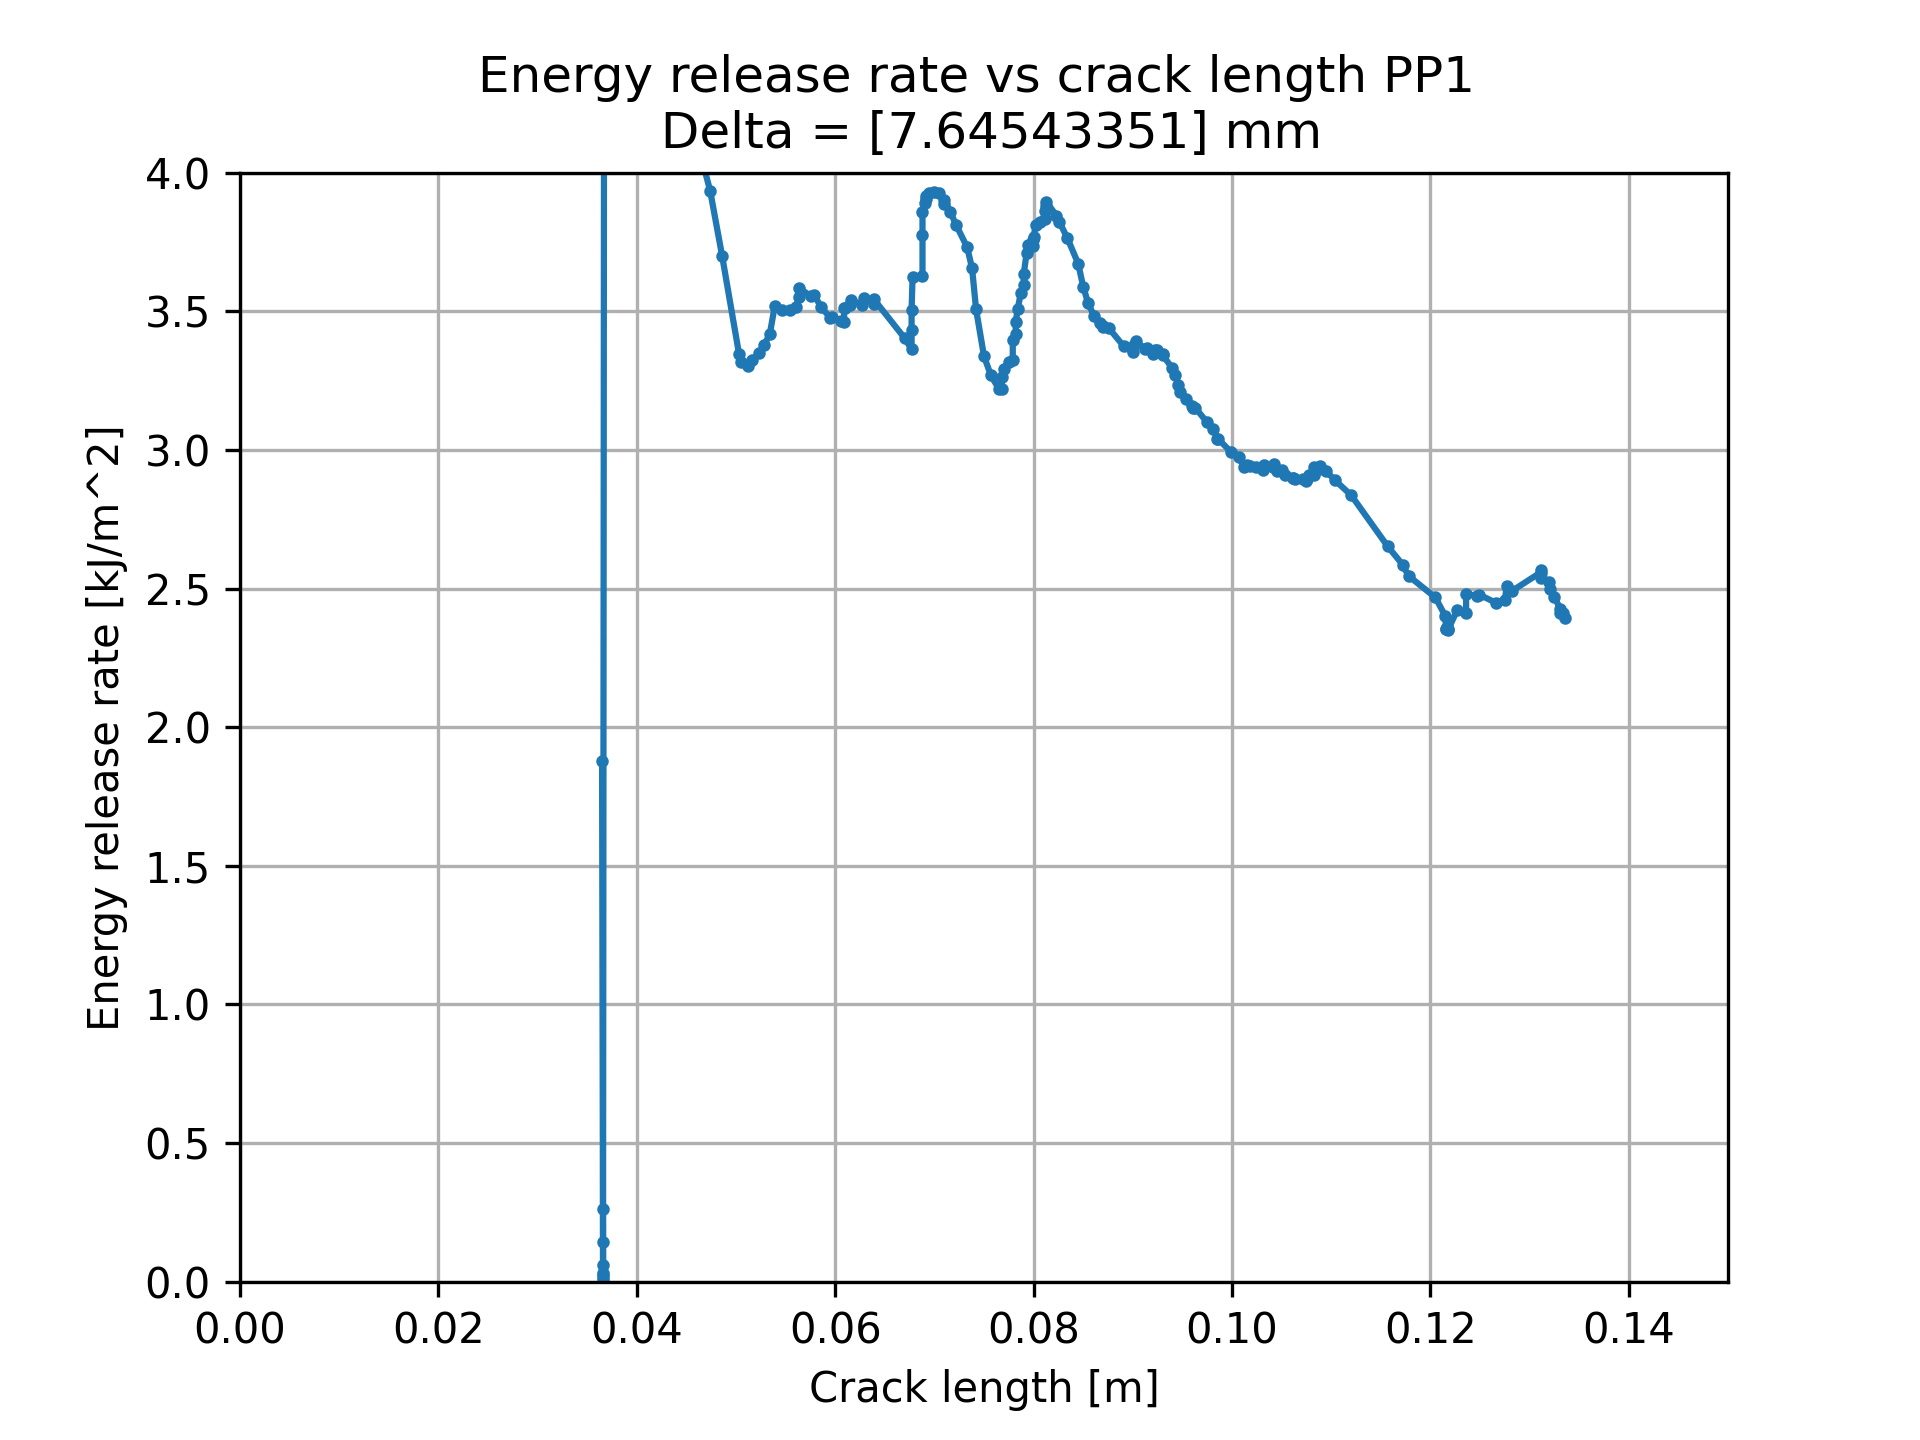 Energy release rate vs crack length PP1
Delta = [7.64543351] mm
Energy release rate [kJ/m^2]
4.0
3.5
3.0
2.5
2.0
1.5
1.0
0.5
0.0
0.00 0.02 0.04 0.06 0.08 0.10 0.12 0.14
Crack length [m]